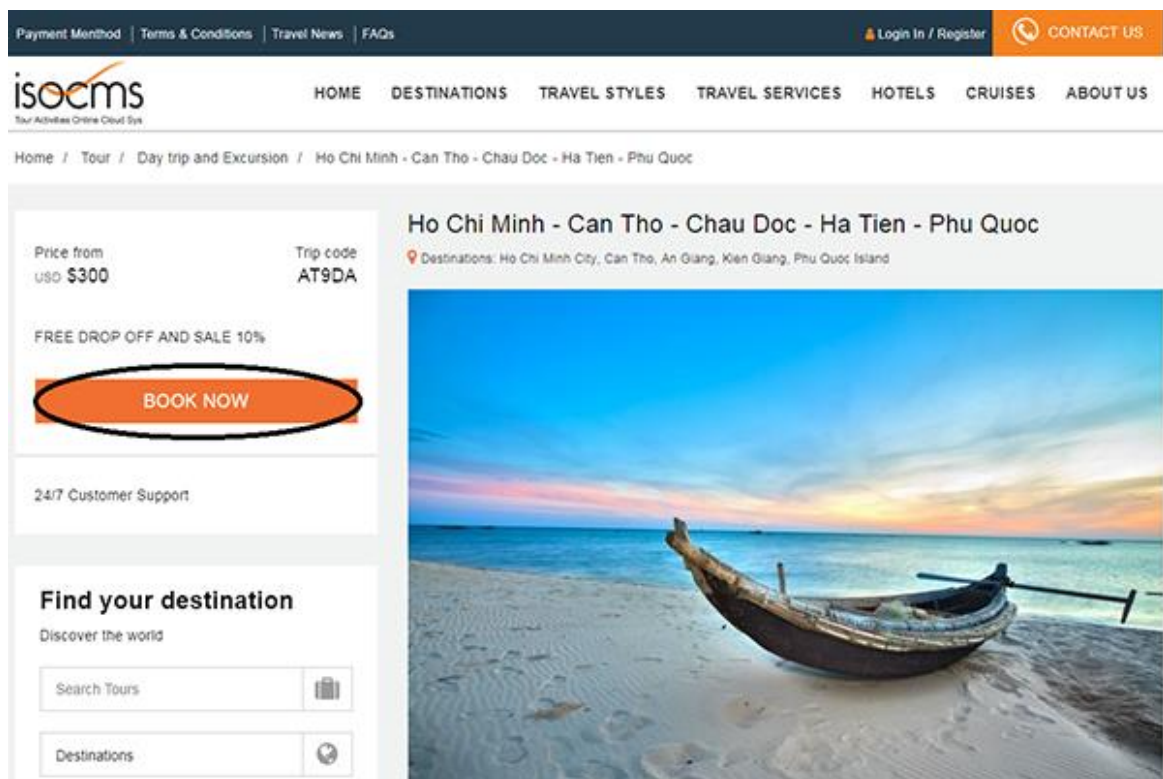 Payment Menthod | Terms & Conditions | Travel News | FAQs
Login In / Register
CONTACT US
isocms
Tour Activities Online Cloud Sys
HOME DESTINATIONS TRAVEL STYLES TRAVEL SERVICES HOTELS CRUISES ABOUT US
Home / Tour / Day trip and Excursion / Ho Chi Minh - Can Tho - Chau Doc - Ha Tien - Phu Quoc
Price from Trip code
USD $300 AT9DA
FREE DROP OFF AND SALE 10%
BOOK NOW
24/7 Customer Support
Find your destination
Discover the world
Search Tours
Destinations
Ho Chi Minh - Can Tho - Chau Doc - Ha Tien - Phu Quoc
Destinations: Ho Chi Minh City, Can Tho, An Giang, Kien Giang, Phu Quoc Island